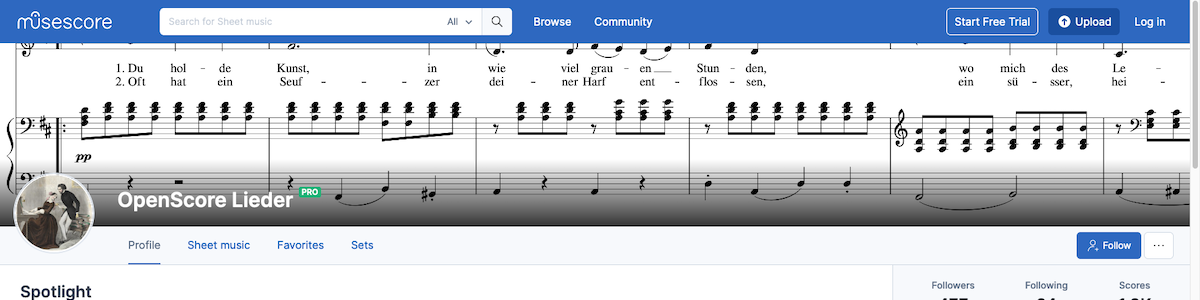 musescore Search for Sheet music All Browse Community Start Free Trial Upload Log in
1. Du hol - de Kunst, in wie viel grau - en Stun - den, wo mich des Le -
2. Oft hat ein Seuf - zer dei - ner Harf ent - flos - sen, ein sü - sser, hei -
pp
OpenScore Lieder PRO
Profile Sheet music Favorites Sets Follow ...
Spotlight
Followers Following Scores